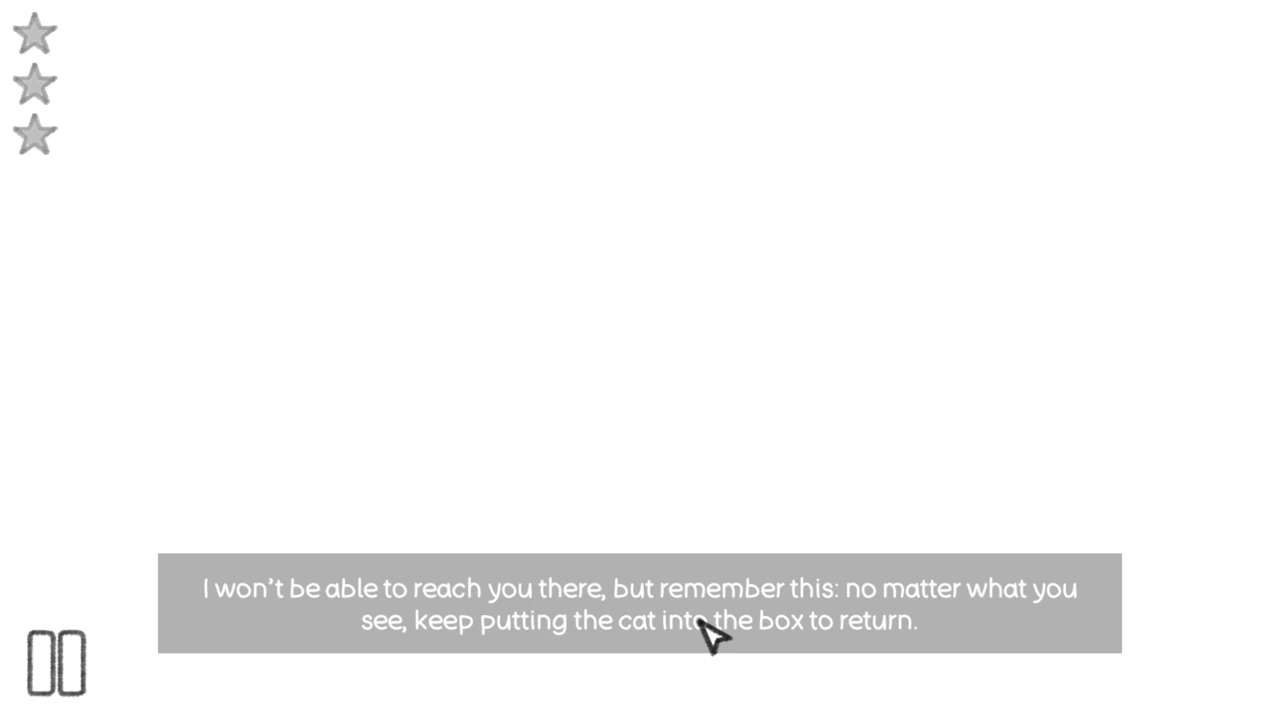 I won't be able to reach you there, but remember this: no matter what you
see, keep putting the cat into the box to return.